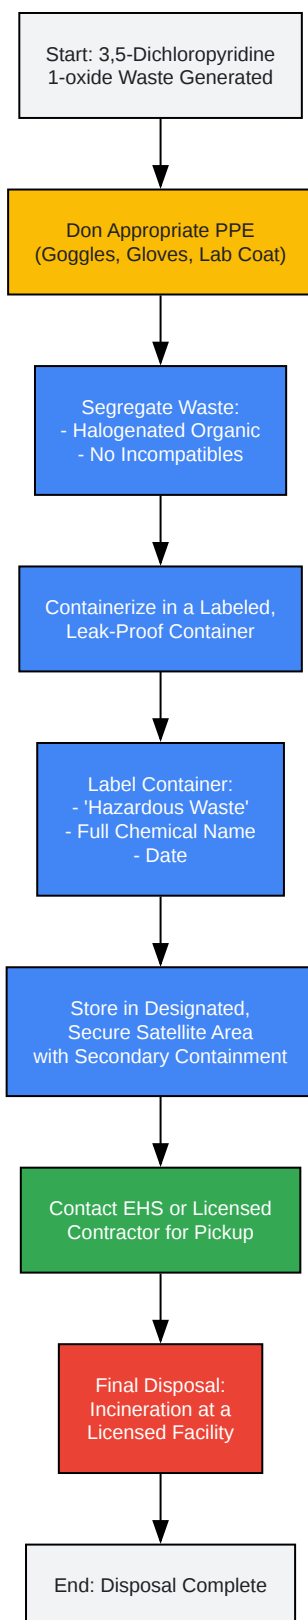 Start: 3,5-Dichloropyridine
1-oxide Waste Generated
Don Appropriate PPE
(Goggles, Gloves, Lab Coat)
Segregate Waste:
- Halogenated Organic
- No Incompatibles
Containerize in a Labeled,
Leak-Proof Container
Label Container:
- 'Hazardous Waste'
- Full Chemical Name
- Date
Store in Designated,
Secure Satellite Area
with Secondary Containment
Contact EHS or Licensed
Contractor for Pickup
Final Disposal:
Incineration at a
Licensed Facility
End: Disposal Complete